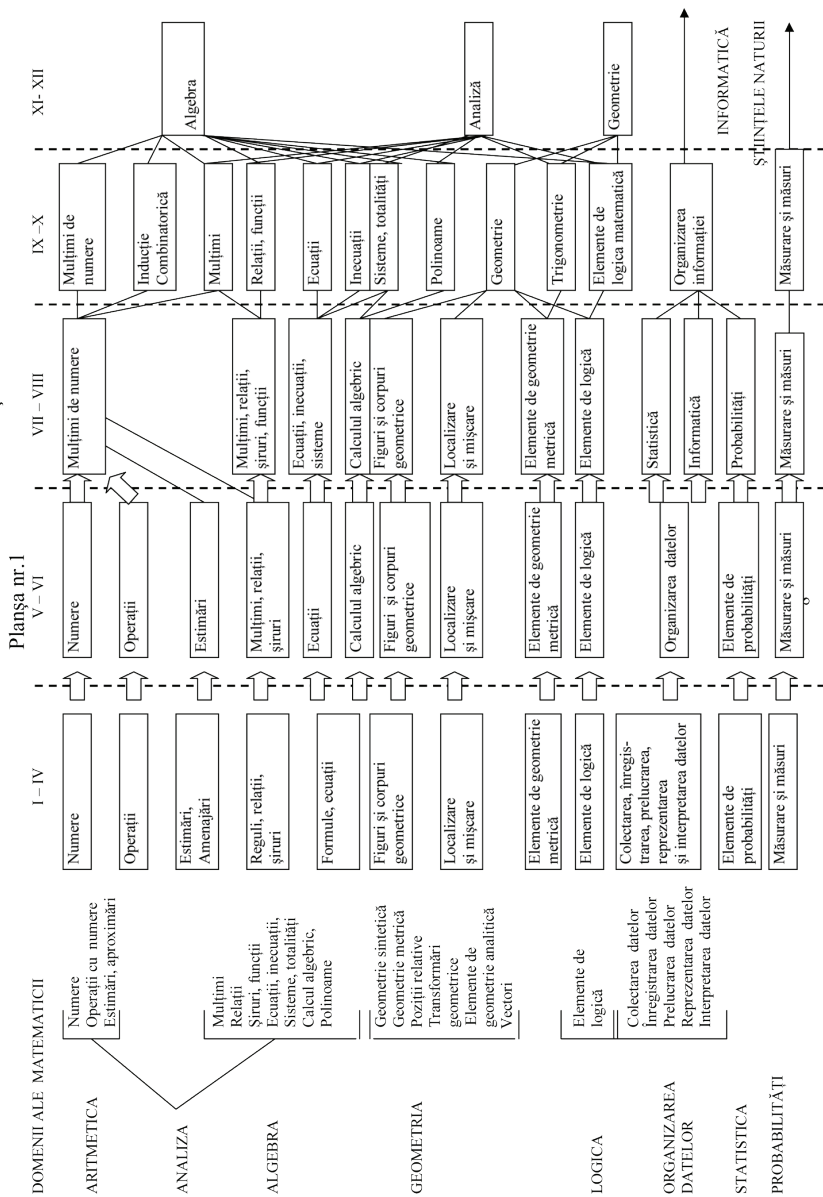 Planşa nr.1
DOMENII ALE MATEMATICII
I – IV
V – VI
VII – VIII
IX –X
XI- XII
ARITMETICA
ANALIZA
ALGEBRA
GEOMETRIA
LOGICA
ORGANIZAREA
DATELOR
STATISTICA
PROBABILITĂŢI
Numere
Operaţii cu numere
Estimări, aproximări
Mulţimi
Relaţii
Şiruri, funcţii
Ecuaţii, inecuaţii,
Sisteme, totalităţi
Calcul algebric,
Polinoame
Geometrie sintetică
Geometrie metrică
Poziţii relative
Transformări
geometrice
Elemente de
geometrie analitică
Vectori
Elemente de
logică
Colectarea datelor
Înregistrarea datelor
Prelucrarea datelor
Reprezentarea datelor
Interpretarea datelor
Numere
Operaţii
Estimări,
Amenajări
Reguli, relaţii,
şiruri
Formule, ecuaţii
Figuri şi corpuri
geometrice
Localizare
şi mişcare
Elemente de geometrie
metrică
Elemente de logică
Colectarea, înregis-
trarea, prelucrarea,
reprezentarea
şi interpretarea datelor
Elemente de
probabilităţi
Măsurare şi măsuri
Numere
Operaţii
Estimări
Mulţimi, relaţii,
şiruri
Ecuaţii
Calculul algebric
Figuri şi corpuri
geometrice
Localizare
şi mişcare
Elemente de geometrie
metrică
Elemente de logică
Organizarea datelor
Elemente de
probabilităţi
Măsurare şi măsuri
Mulţimi de numere
Mulţimi, relaţii,
şiruri, funcţii
Ecuaţii, inecuaţii,
sisteme
Calculul algebric
Figuri şi corpuri
geometrice
Localizare
şi mişcare
Elemente de geometrie
metrică
Elemente de logică
Statistică
Informatică
Probabilităţi
Măsurare şi măsuri
Mulţimi de
numere
Inducţie
Combinatorică
Mulţimi
Relaţii, funcţii
Ecuaţii
Inecuaţii
Sisteme, totalităţi
Polinoame
Geometrie
Trigonometrie
Elemente de
logica matematică
Organizarea
informaţiei
Măsurare şi măsuri
Algebra
Analiză
Geometrie
INFORMATICĂ
ŞTIINŢELE NATURII